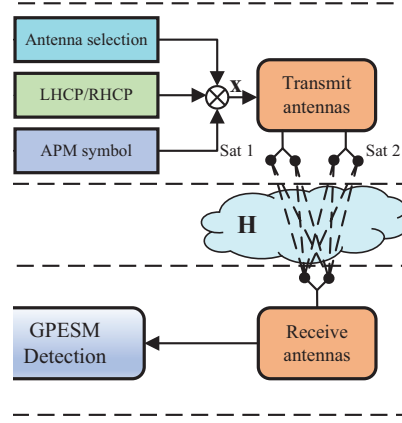 Antenna selection
LHCP/RHCP
APM symbol
x
Transmit
antennas
Sat 1
Sat 2
H
GPESM
Detection
Receive
antennas